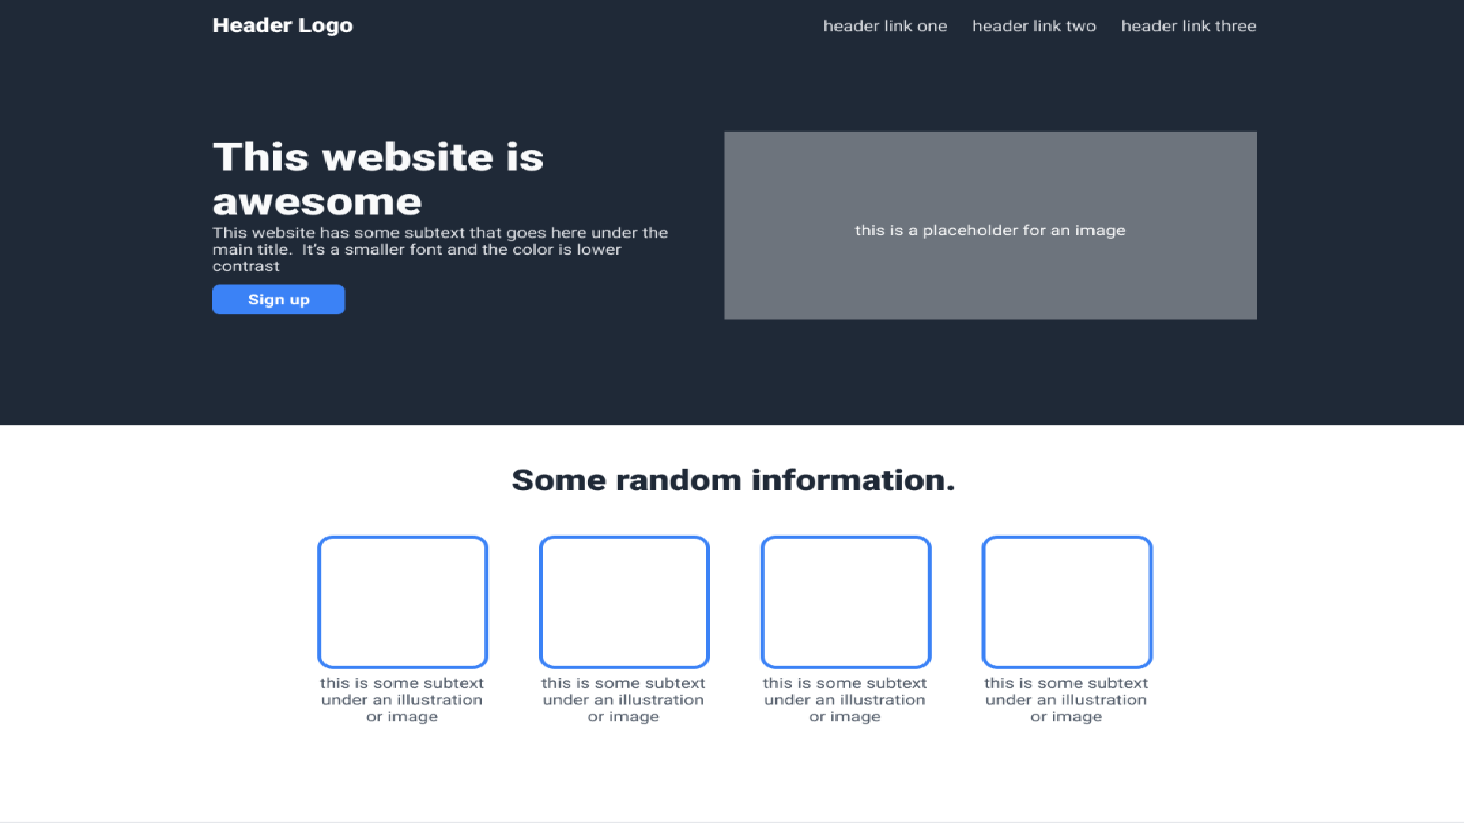 Header Logo
header link one header link two header link three
This website is
awesome
This website has some subtext that goes here under the
main title. It's a smaller font and the color is lower
contrast
Sign up
this is a placeholder for an image
Some random information.
this is some subtext
under an illustration
or image
this is some subtext
under an illustration
or image
this is some subtext
under an illustration
or image
this is some subtext
under an illustration
or image